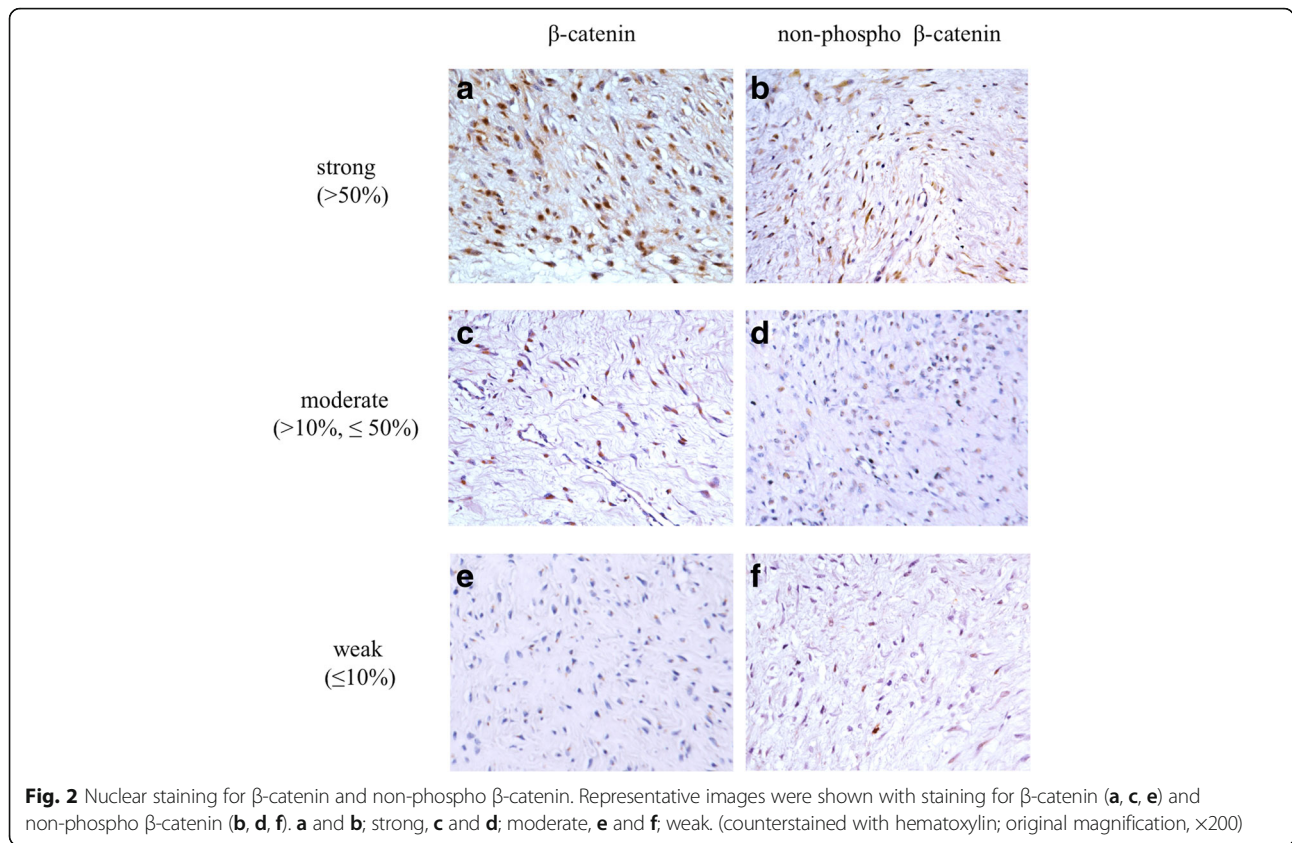 β-catenin non-phospho β-catenin
a b
strong
(>50%)
c d
moderate
(>10%, ≤ 50%)
e f
weak
(≤10%)
Fig. 2 Nuclear staining for β-catenin and non-phospho β-catenin. Representative images were shown with staining for β-catenin (a, c, e) and
non-phospho β-catenin (b, d, f). a and b; strong, c and d; moderate, e and f; weak. (counterstained with hematoxylin; original magnification, ×200)